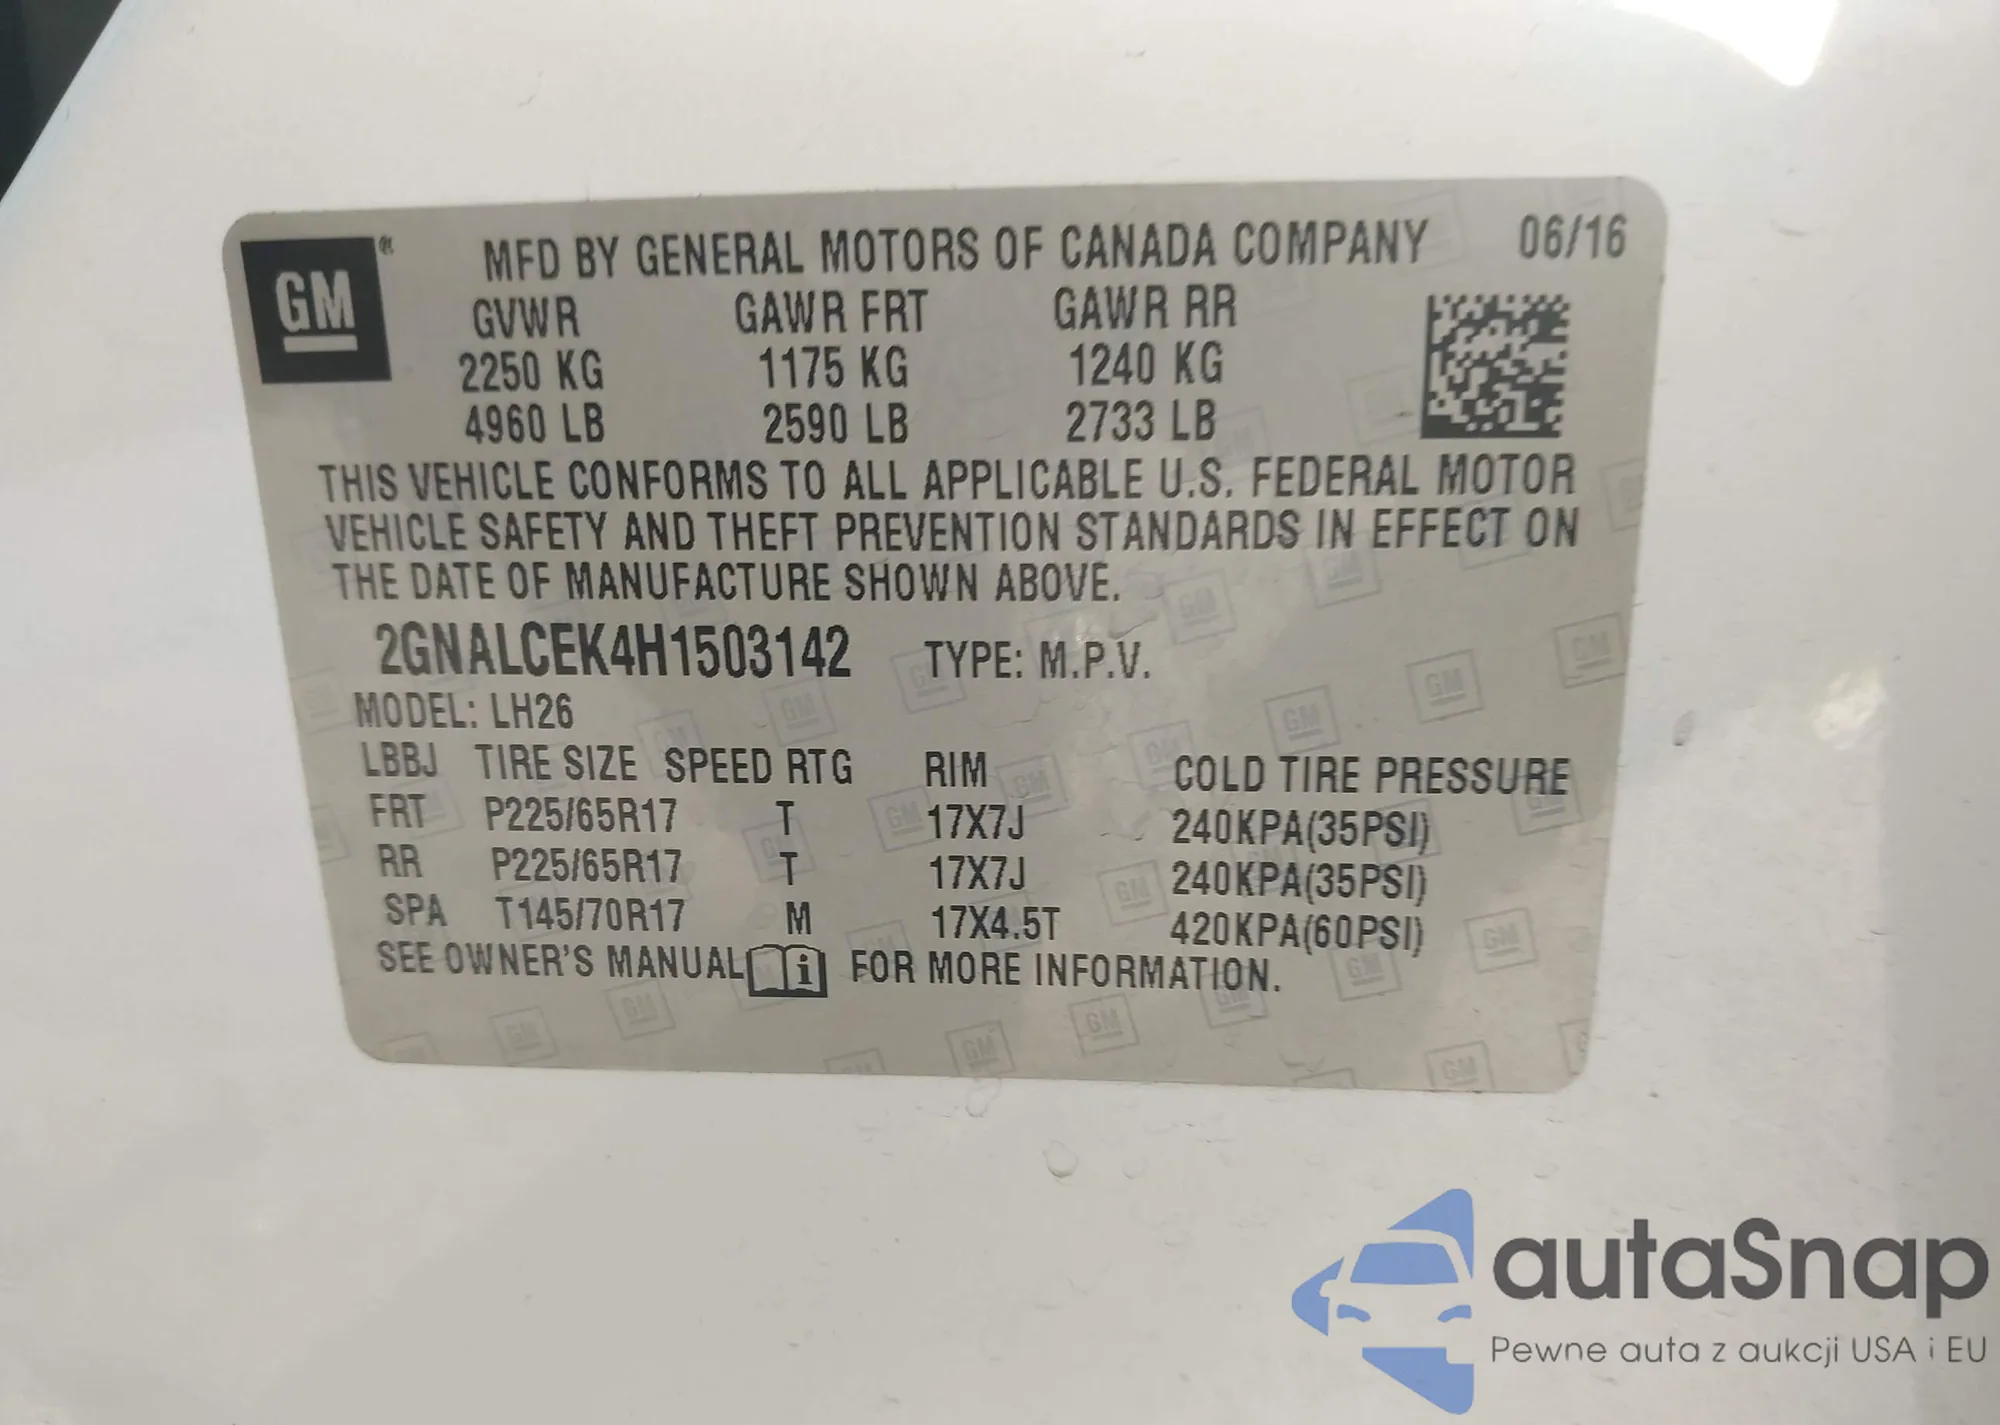 GM
MFD BY GENERAL MOTORS OF CANADA COMPANY 06/16
GVWR GAWR FRT GAWR RR
2250 KG 1175 KG 1240 KG
4960 LB 2590 LB 2733 LB
THIS VEHICLE CONFORMS TO ALL APPLICABLE U.S. FEDERAL MOTOR
VEHICLE SAFETY AND THEFT PREVENTION STANDARDS IN EFFECT ON
THE DATE OF MANUFACTURE SHOWN ABOVE.
2GNALCEK4H1503142 TYPE: M.P.V.
MODEL: LH26
LBBJ TIRE SIZE SPEED RTG RIM COLD TIRE PRESSURE
FRT P225/65R17 T 17X7J 240KPA(35PSI)
RR P225/65R17 T 17X7J 240KPA(35PSI)
SPA T145/70R17 M 17X4.5T 420KPA(60PSI)
SEE OWNER'S MANUAL i FOR MORE INFORMATION.
autaSnap
Pewne auta z aukcji USA i EU